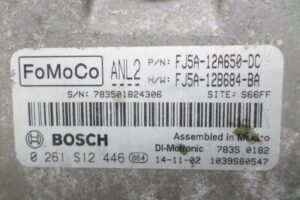 FoMoCo ANL2 P/N: FJ5A-12A650-DC
H/W: FJ5A-12B684-BA
S/N: 783501824306 SITE: S66FF
BOSCH Assembled in Mexico
DI-Motronic 7835 0182
0 261 S12 446 854 14-11-02 1039S80547